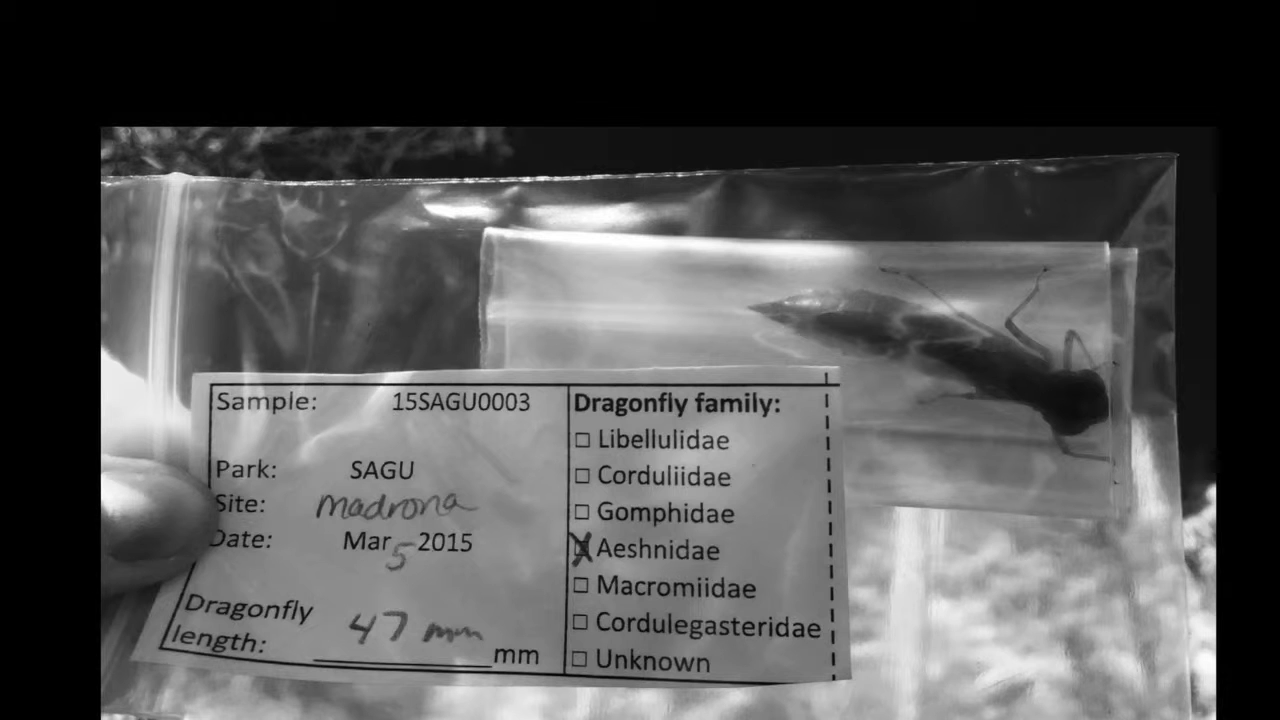 Sample: 15SAGU0003
Park: SAGU
Site: Madrona
Date: Mar 5 2015
Dragonfly
length: 47 mm mm
Dragonfly family:
☐ Libellulidae
☐ Corduliidae
☐ Gomphidae
☒ Aeshnidae
☐ Macromiidae
☐ Cordulegasteridae
☐ Unknown